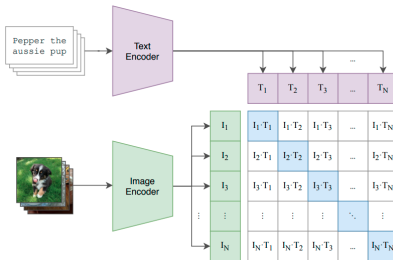 Pepper the
aussie pup
Text
Encoder
...
T1 T2 T3 ... TN
I1 I1·T1 I1·T2 I1·T3 ... I1·TN
I2 I2·T1 I2·T2 I2·T3 ... I2·TN
Image
Encoder
I3 I3·T1 I3·T2 I3·T3 ... I3·TN
⋮ ⋮ ⋮ ⋮ ⋱ ⋮
IN IN·T1 IN·T2 IN·T3 ... IN·TN